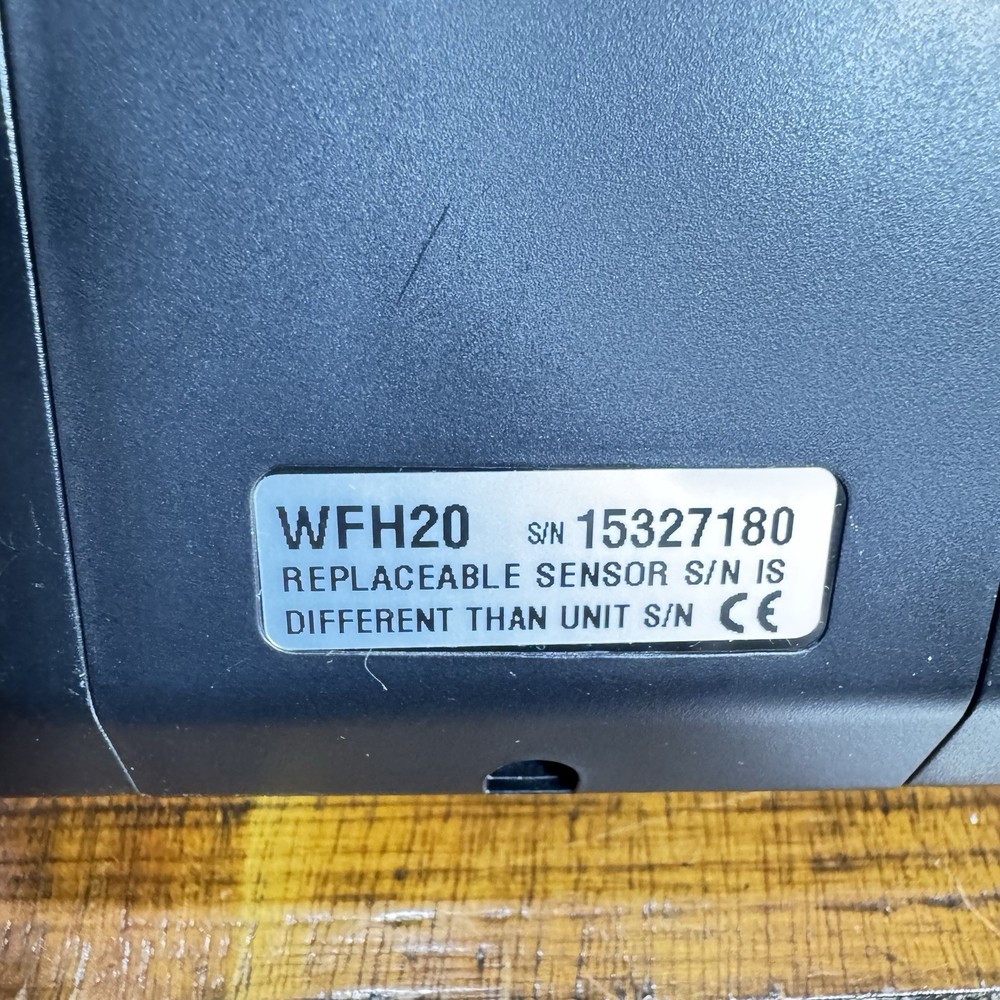 WFH20 S/N 15327180
REPLACEABLE SENSOR S/N IS
DIFFERENT THAN UNIT S/N CE